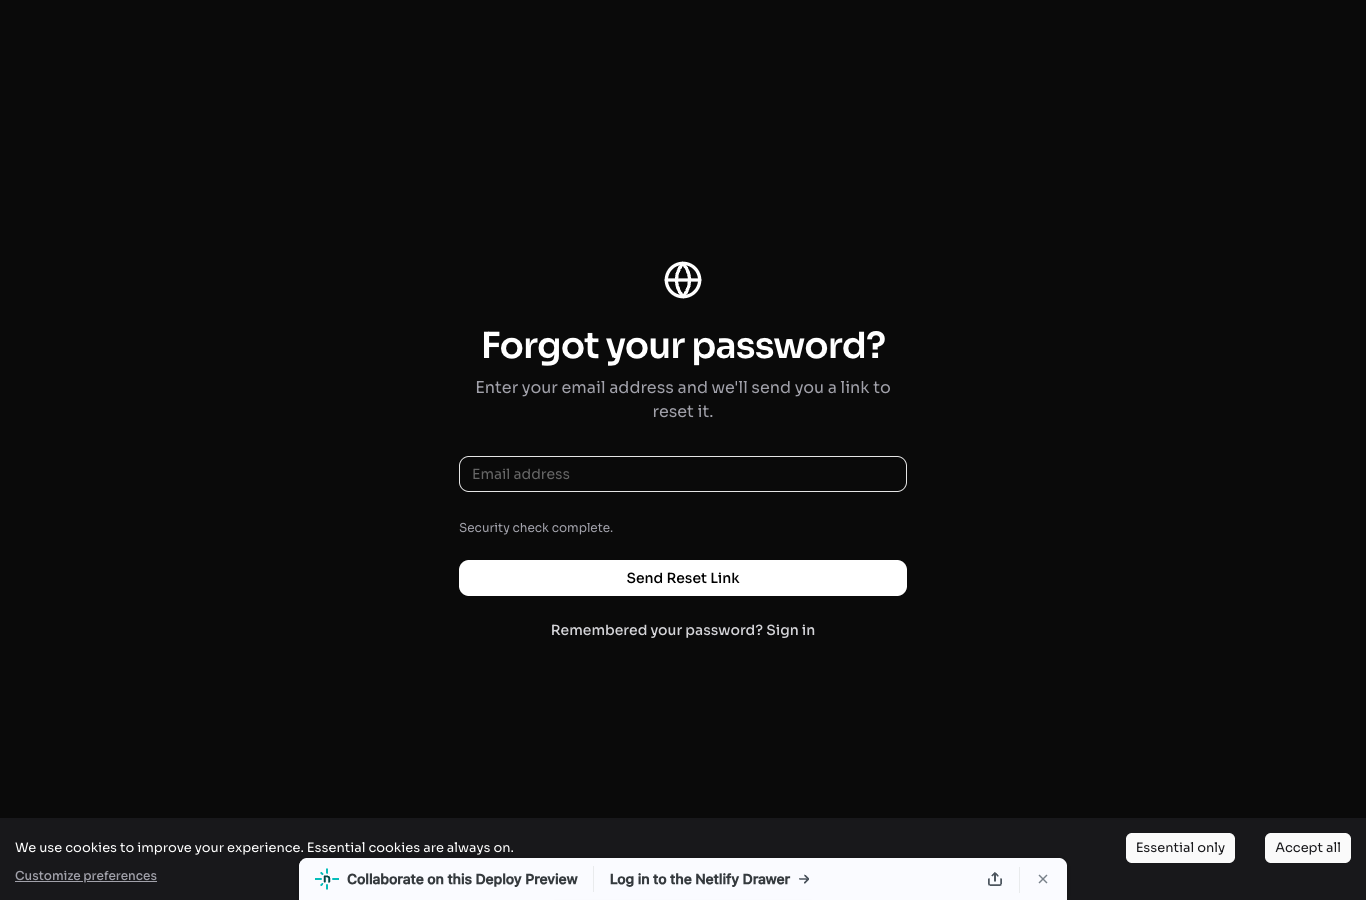 Forgot your password?
Enter your email address and we'll send you a link to
reset it.
Email address
Security check complete.
Send Reset Link
Remembered your password? Sign in
We use cookies to improve your experience. Essential cookies are always on.
Customize preferences
Essential only
Accept all
Collaborate on this Deploy Preview
Log in to the Netlify Drawer →